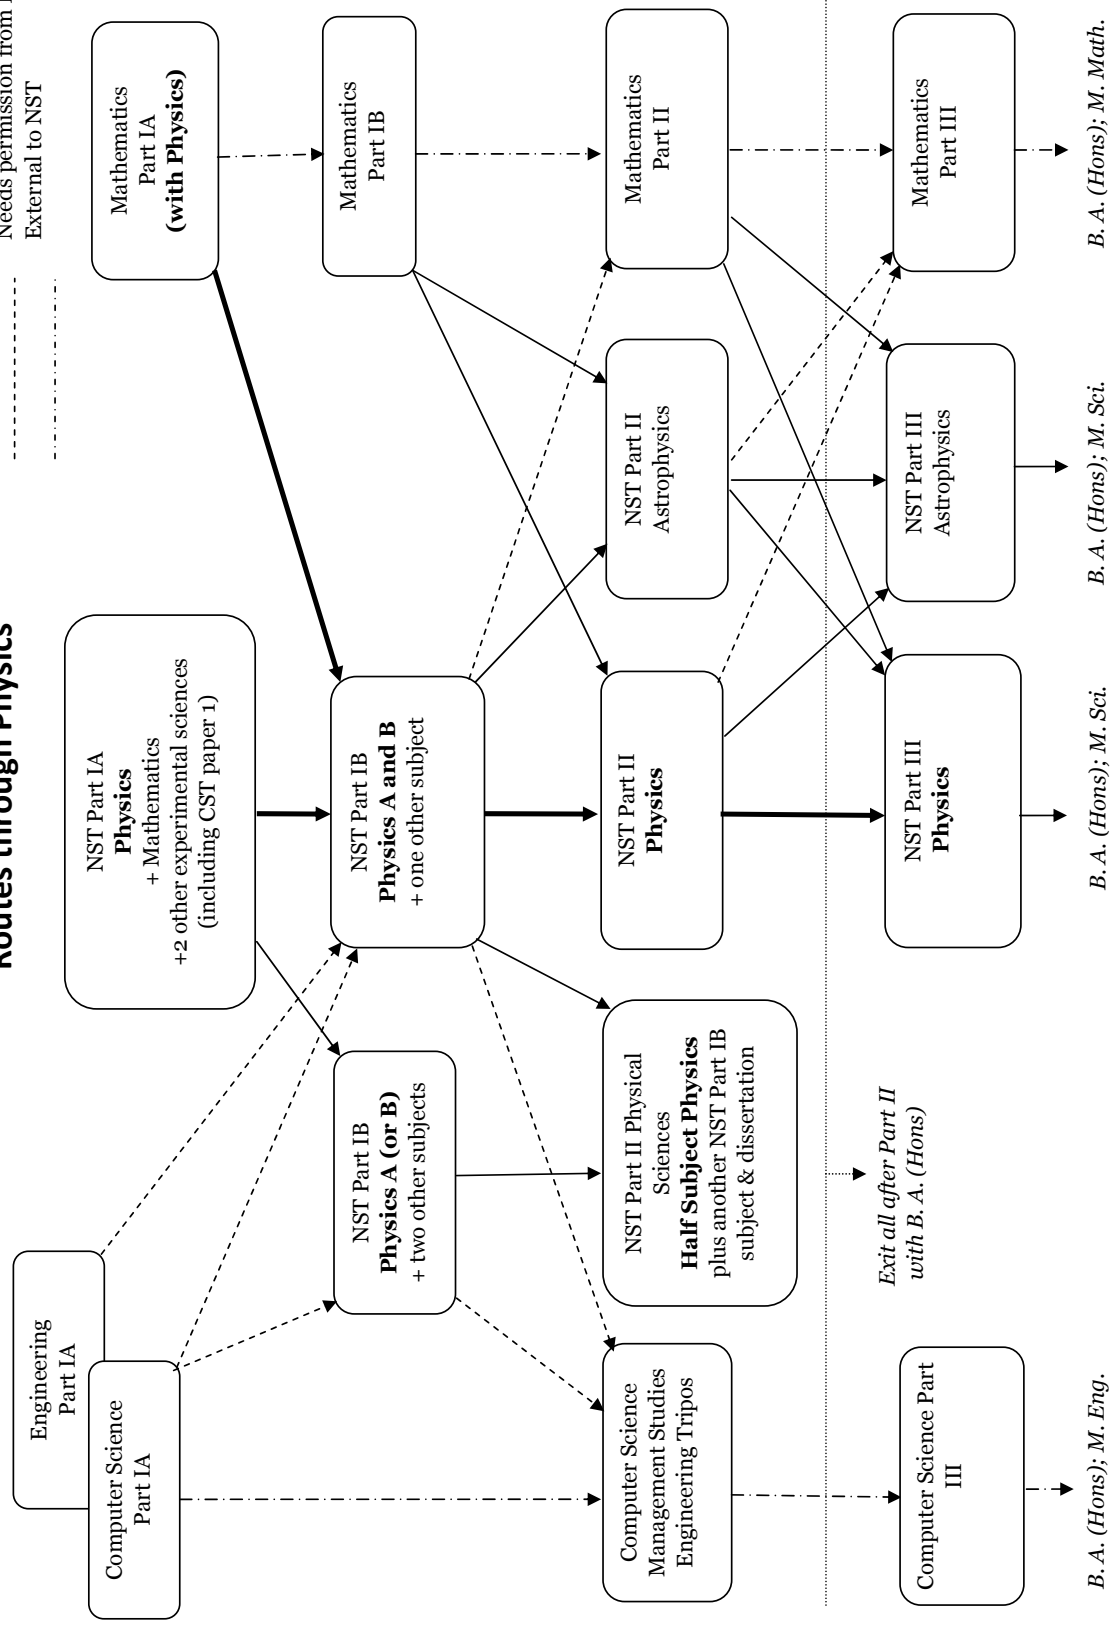 Routes through Physics
Needs permission from
External to NST
Engineering
Part IA
Computer Science
Part IA
NST Part IA
Physics
+ Mathematics
+2 other experimental sciences
(including CST paper 1)
Mathematics
Part IA
(with Physics)
NST Part IB
Physics A (or B)
+ two other subjects
NST Part IB
Physics A and B
+ one other subject
Mathematics
Part IB
Computer Science
Management Studies
Engineering Tripos
NST Part II Physical
Sciences
Half Subject Physics
plus another NST Part IB
subject & dissertation
NST Part II
Physics
NST Part II
Astrophysics
Mathematics
Part II
Exit all after Part II
with B. A. (Hons)
Computer Science Part
III
NST Part III
Physics
NST Part III
Astrophysics
Mathematics
Part III
B. A. (Hons); M. Eng.
B. A. (Hons); M. Sci.
B. A. (Hons); M. Sci.
B. A. (Hons); M. Math.